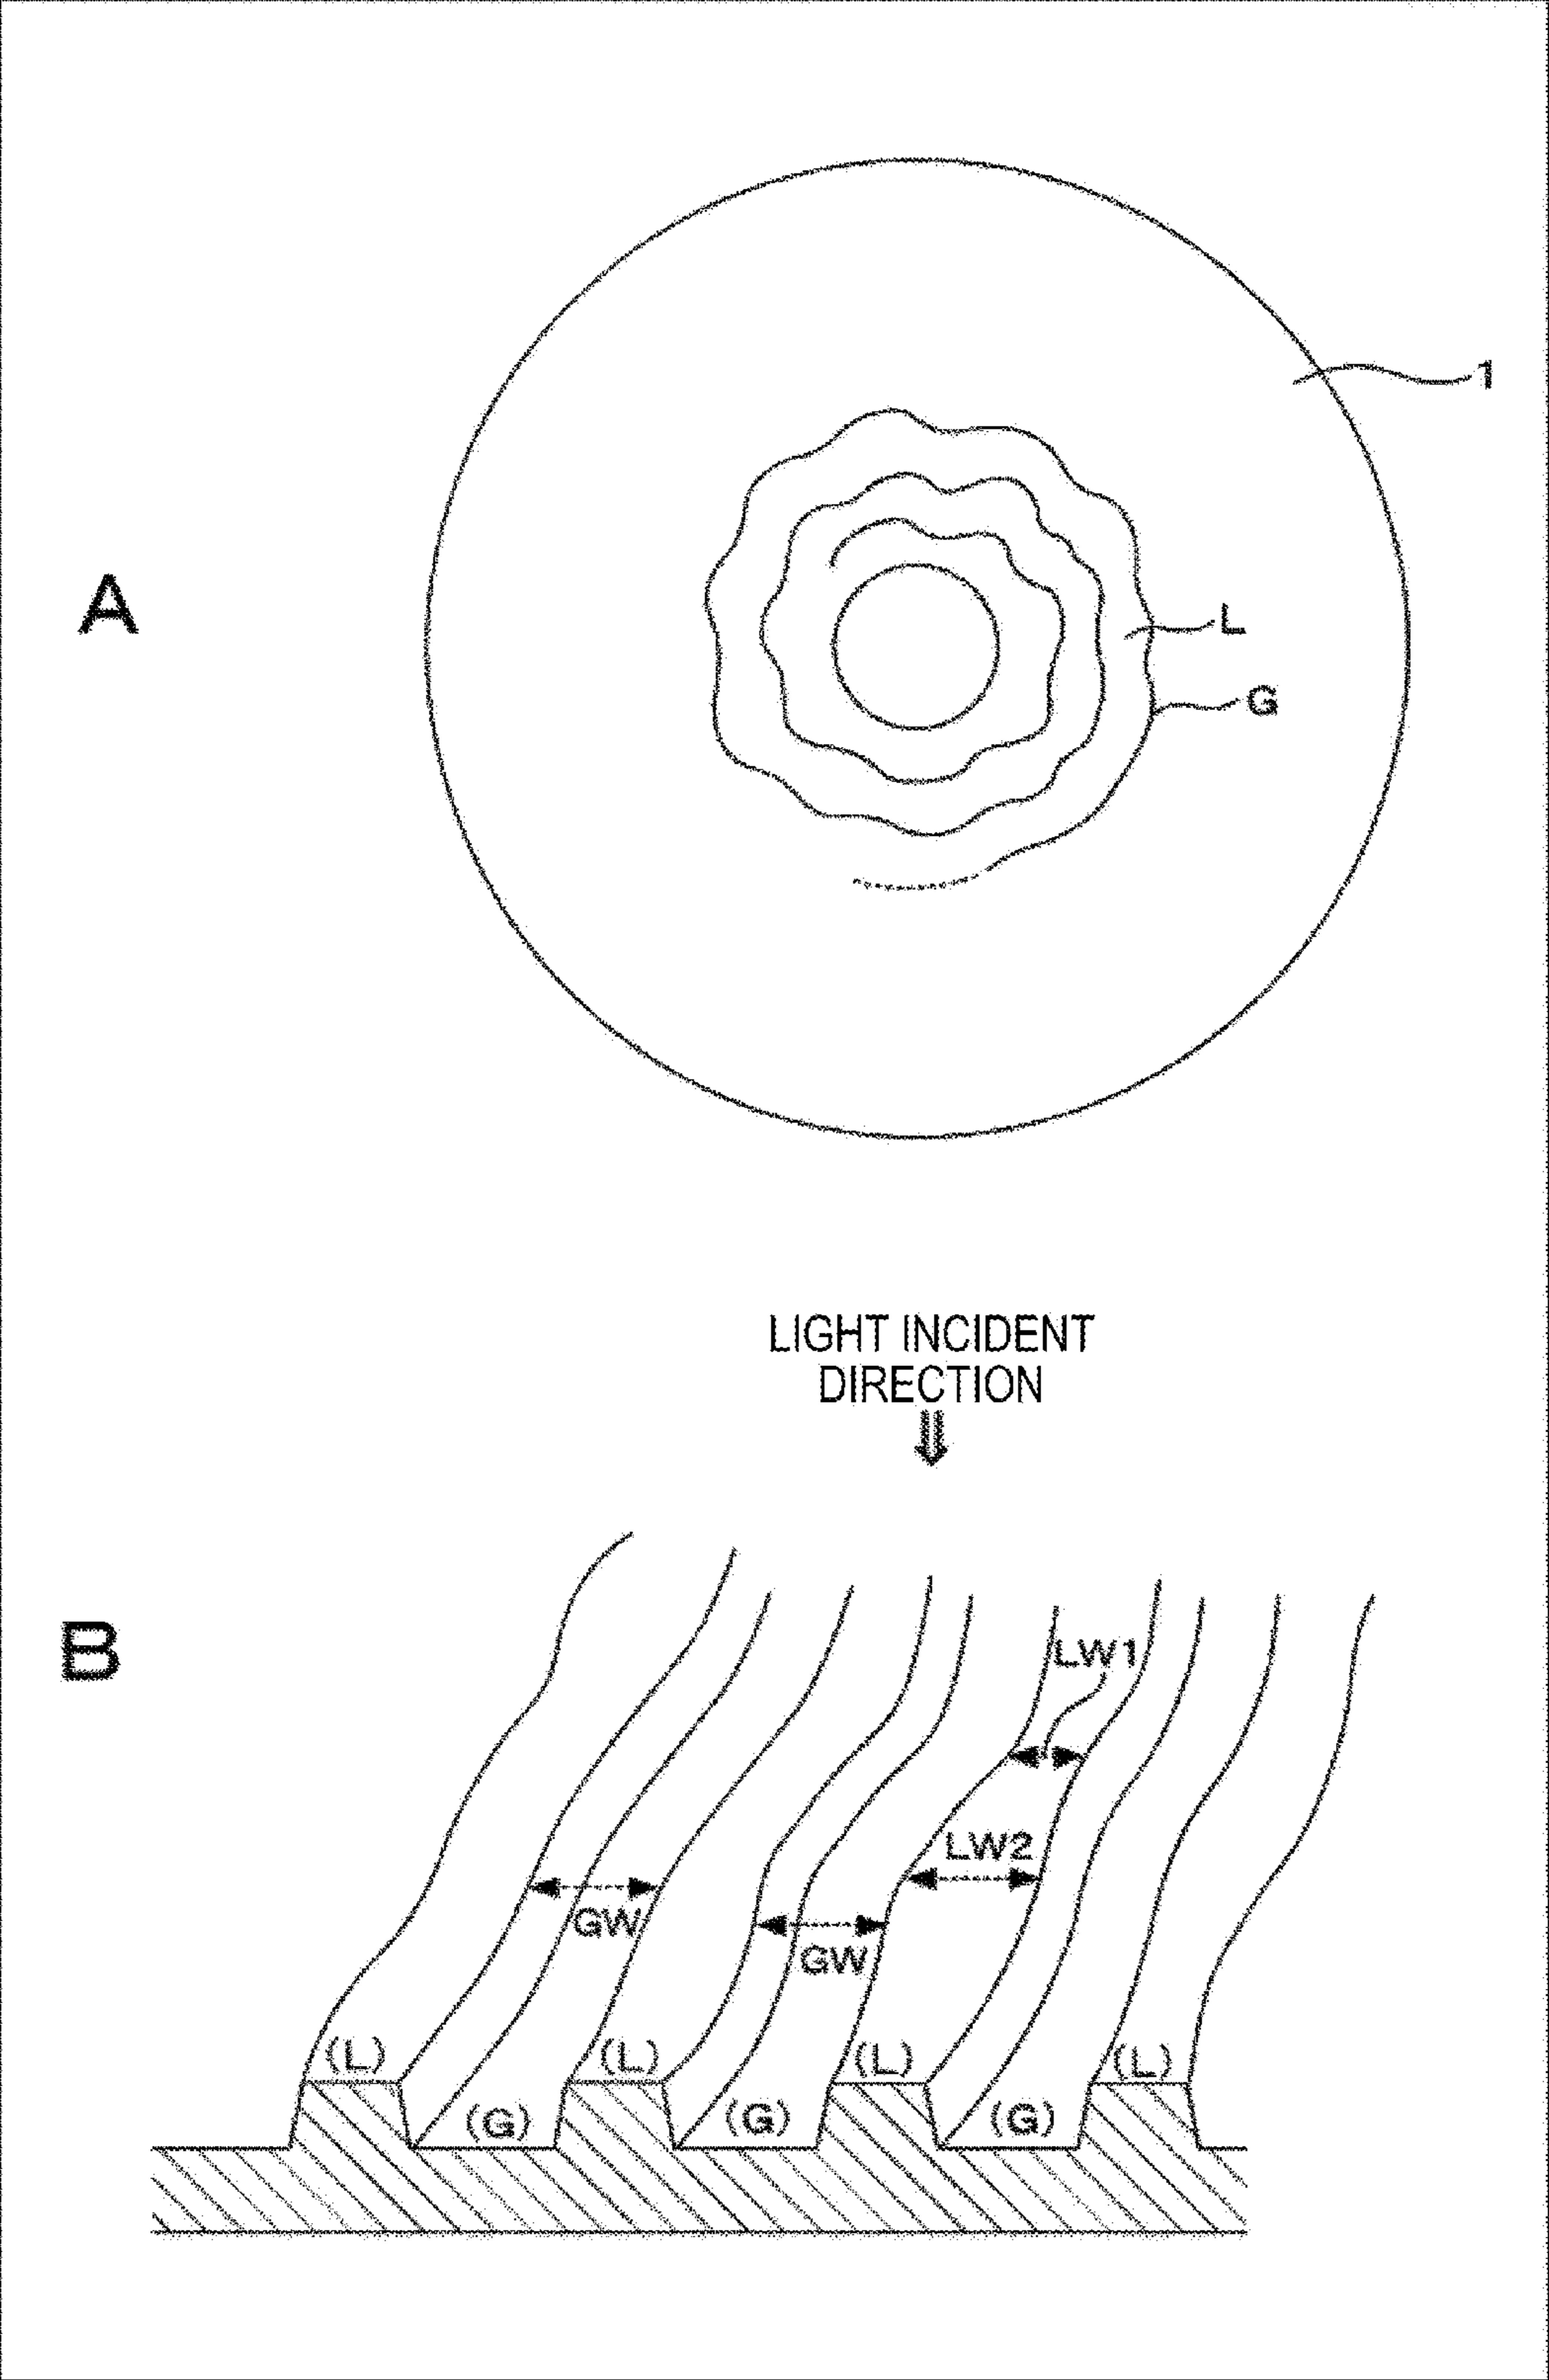 1
A
L
G
LIGHT INCIDENT
DIRECTION
B
LW1
LW2
GW
GW
(L)
(L)
(L)
(L)
(G)
(G)
(G)